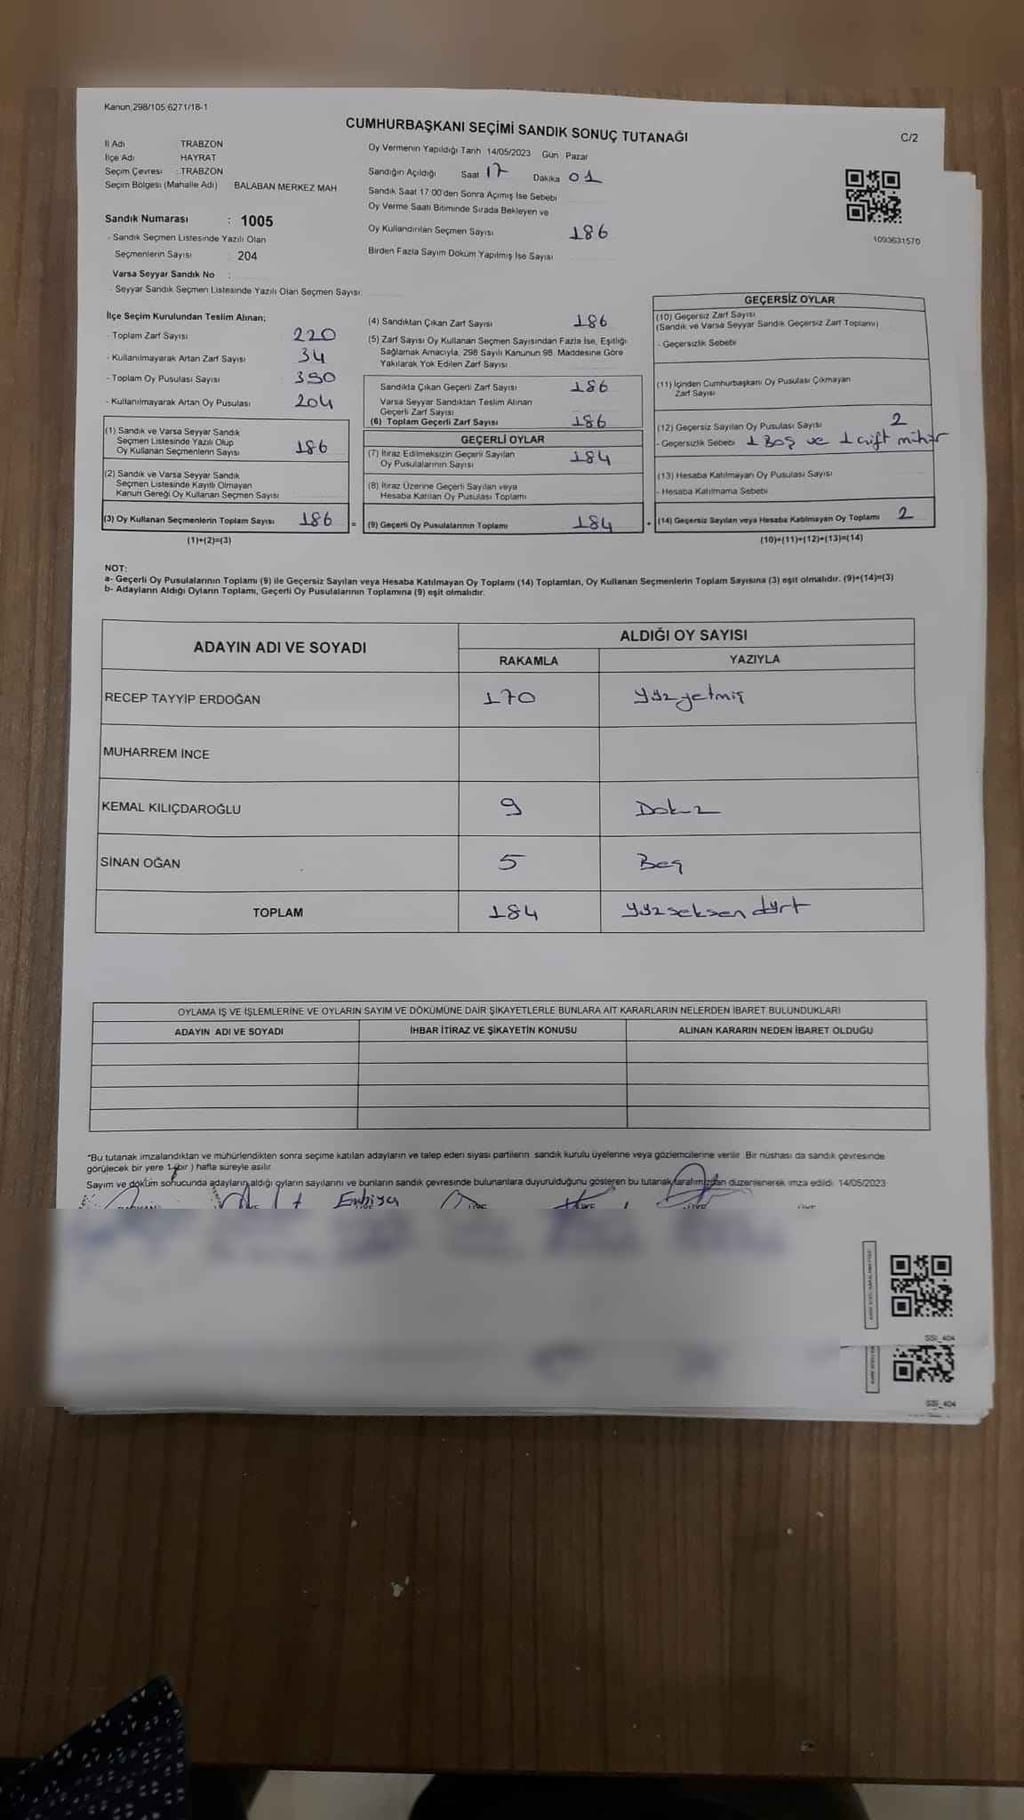 Kanun,298/105 6271/18-1
CUMHURBAŞKANI SEÇİMİ SANDIK SONUÇ TUTANAĞI
C/2
İl Adı TRABZON
İlçe Adı HAYRAT
Seçim Çevresi :TRABZON
Seçim Bölgesi (Mahalle Adı) BALABAN MERKEZ MAH
Oy Vermenin Yapıldığı Tarih 14/05/2023 Gün Pazar
Sandığın Açıldığı Saat 17 Dakika 01
Sandık Saat 17:00'den Sonra Açımış İse Sebebi
Oy Verme Saati Bitiminde Sırada Bekleyen ve
Oy Kullandırılan Seçmen Sayısı 186
Birden Fazla Sayım Döküm Yapılmış İse Sayısı
1093631570
Sandık Numarası : 1005
- Sandık Seçmen Listesinde Yazılı Olan
Seçmenlerin Sayısı 204
Varsa Seyyar Sandık No :
- Seyyar Sandık Seçmen Listesinde Yazılı Olan Seçmen Sayısı:
İlçe Seçim Kurulundan Teslim Alınan;
- Toplam Zarf Sayısı 220
- Kullanılmayarak Artan Zarf Sayısı 34
- Toplam Oy Pusulası Sayısı 390
- Kullanılmayarak Artan Oy Pusulası 204
(1) Sandık ve Varsa Seyyar Sandık
Seçmen Listesinde Yazılı Olup
Oy Kullanan Seçmenlerin Sayısı 186
(2) Sandık ve Varsa Seyyar Sandık
Seçmen Listesinde Kayıtlı Olmayan
Kanun Gereği Oy Kullanan Seçmen Sayısı
(3) Oy Kullanan Seçmenlerin Toplam Sayısı 186 =
(1)+(2)=(3)
(4) Sandıktan Çıkan Zarf Sayısı 186
(5) Zarf Sayısı Oy Kullanan Seçmen Sayısından Fazla İse, Eşitliği
Sağlamak Amacıyla, 298 Sayılı Kanunun 98. Maddesine Göre
Yakılarak Yok Edilen Zarf Sayısı
Sandıkta Çıkan Geçerli Zarf Sayısı 186
Varsa Seyyar Sandıktan Teslim Alınan
Geçerli Zarf Sayısı
(6) Toplam Geçerli Zarf Sayısı 186
GEÇERLİ OYLAR
(7) İtiraz Edilmeksizin Geçerli Sayılan
Oy Pusulalarının Sayısı 184
(8) İtiraz Üzerine Geçerli Sayılan veya
Hesaba Katılan Oy Pusulası Toplamı
(9) Geçerli Oy Pusulalarının Toplamı 184 +
GEÇERSİZ OYLAR
(10) Geçersiz Zarf Sayısı
(Sandık ve Varsa Seyyar Sandık Geçersiz Zarf Toplamı)
- Geçersizlik Sebebi
(11) İçinden Cumhurbaşkanı Oy Pusulası Çıkmayan
Zarf Sayısı
(12) Geçersiz Sayılan Oy Pusulası Sayısı 2
- Geçersizlik Sebebi 1 Boş ve 1 çift mühür
(13) Hesaba Katılmayan Oy Pusulası Sayısı
- Hesaba Katılmama Sebebi
(14) Geçersiz Sayılan veya Hesaba Katılmayan Oy Toplamı 2
(10)+(11)+(12)+(13)=(14)
NOT:
a- Geçerli Oy Pusulalarının Toplamı (9) ile Geçersiz Sayılan veya Hesaba Katılmayan Oy Toplamı (14) Toplamları, Oy Kullanan Seçmenlerin Toplam Sayısına (3) eşit olmalıdır. (9)+(14)=(3)
b- Adayların Aldığı Oyların Toplamı, Geçerli Oy Pusulalarının Toplamına (9) eşit olmalıdır.
ADAYIN ADI VE SOYADI ALDIĞI OY SAYISI
RAKAMLA YAZIYLA
RECEP TAYYİP ERDOĞAN 170 Yüzyetmiş
MUHARREM İNCE
KEMAL KILIÇDAROĞLU 9 Dokuz
SİNAN OĞAN 5 Beş
TOPLAM 184 yüzseksen dört
OYLAMA İŞ VE İŞLEMLERİNE VE OYLARIN SAYIM VE DÖKÜMÜNE DAİR ŞİKAYETLERLE BUNLARA AİT KARARLARIN NELERDEN İBARET BULUNDUKLARI
ADAYIN ADI VE SOYADI İHBAR İTİRAZ VE ŞİKAYETİN KONUSU ALINAN KARARIN NEDEN İBARET OLDUĞU
*Bu tutanak imzalandıktan ve mühürlendikten sonra seçime katılan adayların ve talep eden siyasi partilerin sandık kurulu üyelerine veya gözlemcilerine verilir. Bir nüshası da sandık çevresinde
görülecek bir yere 1 (bir ) hafta süreyle asılır.
Sayım ve döküm sonucunda adayların aldığı oyların sayılarını ve bunların sandık çevresinde bulunanlara duyurulduğunu gösteren bu tutanak tarafımızdan düzenlenerek imza edildi. 14/05/2023
SSI_404
SSI_404